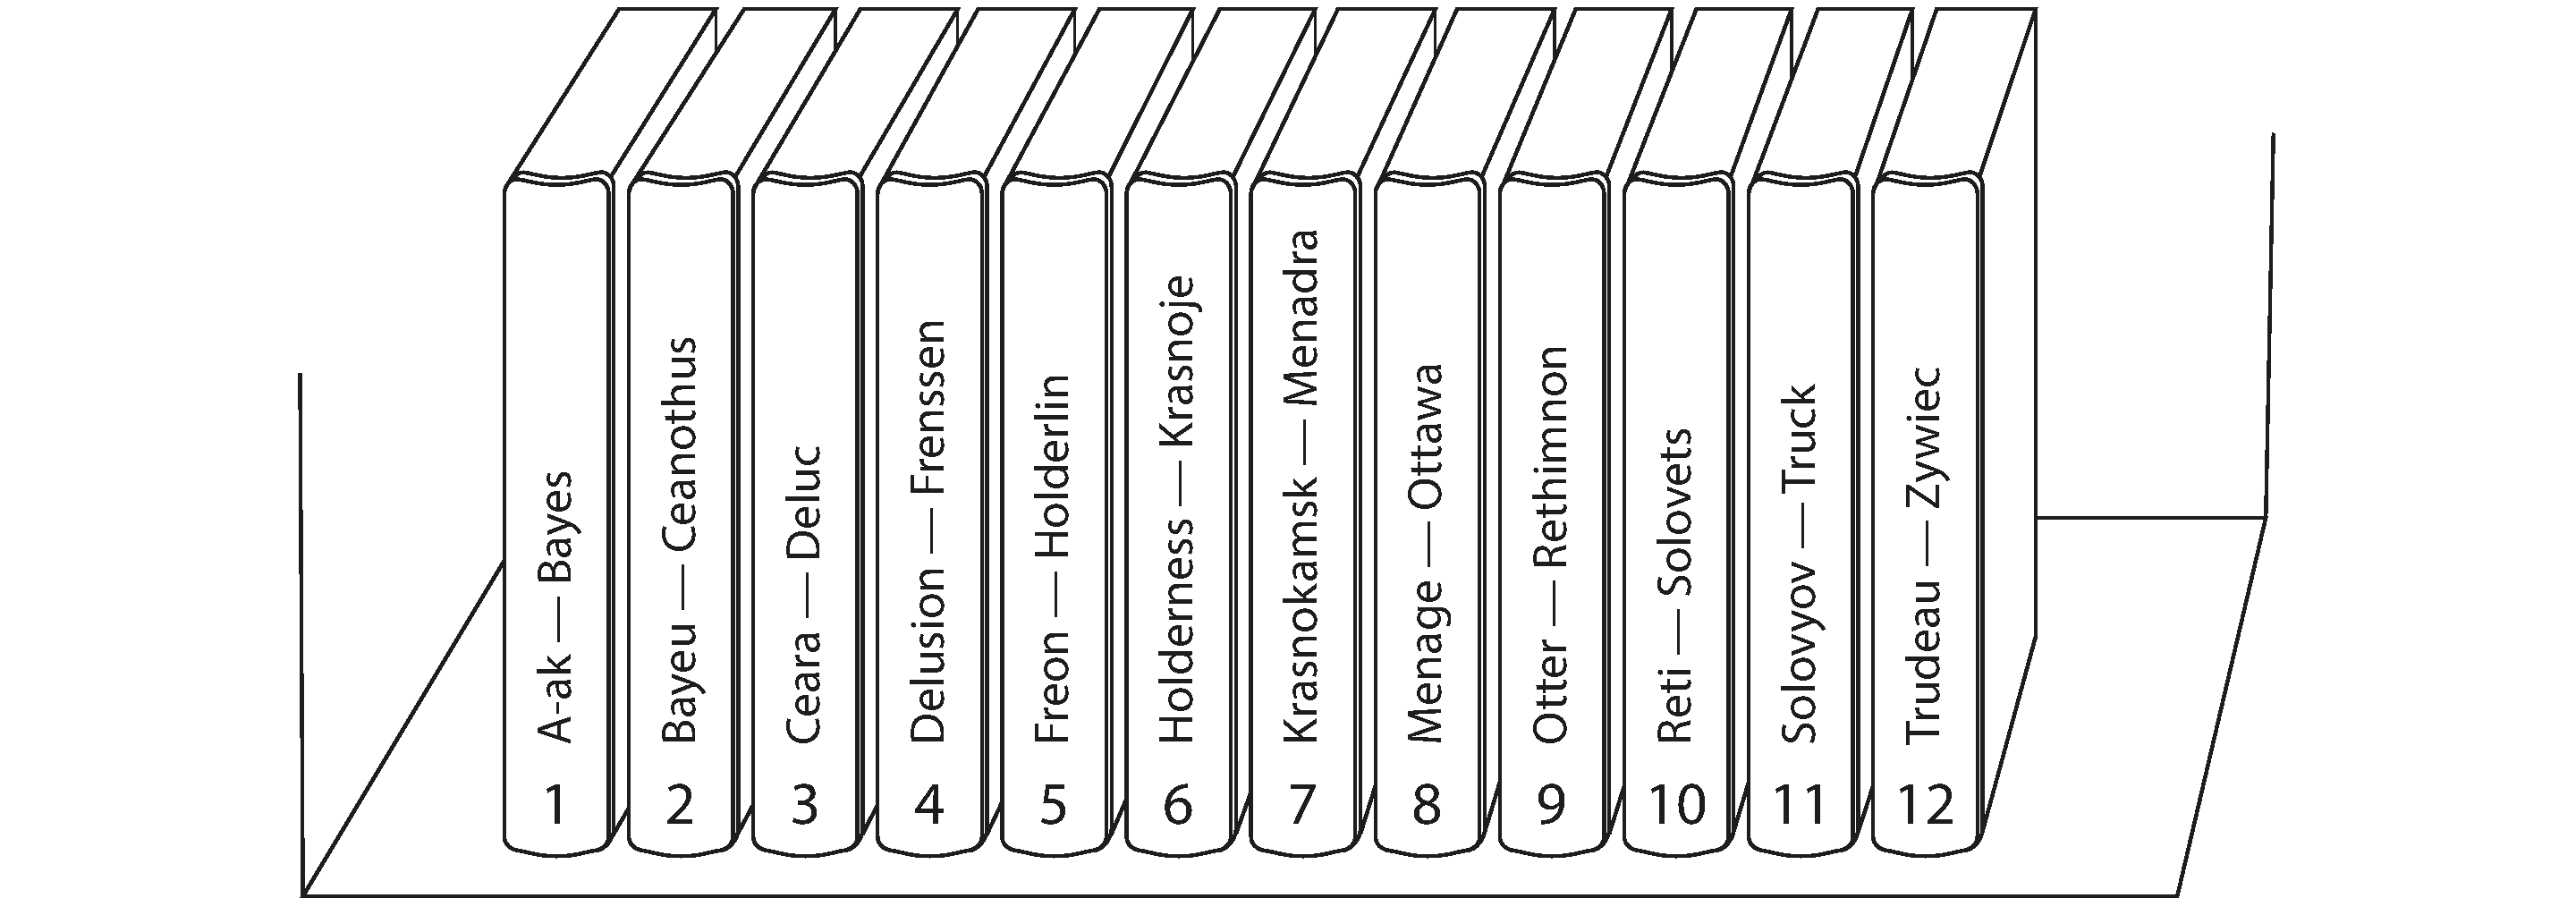 A-ak — Bayes
1
Bayeu — Ceanothus
2
Ceara — Deluc
3
Delusion — Frenssen
4
Freon — Holderlin
5
Holderness — Krasnoje
6
Krasnokamsk — Menadra
7
Menage — Ottawa
8
Otter — Rethimnon
9
Reti — Solovets
10
Solovyov — Truck
11
Trudeau — Zywiec
12